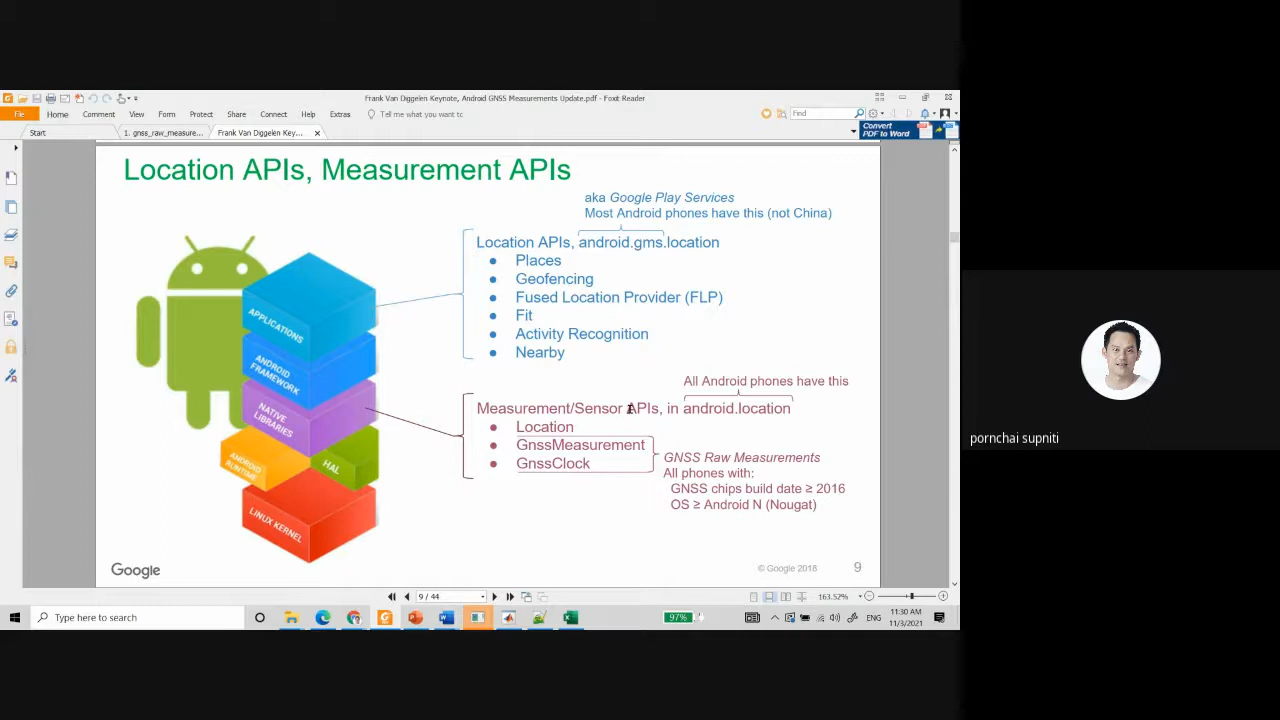 Frank Van Diggelen Keynote, Android GNSS Measurements Update.pdf - Foxit Reader
File Home Comment View Form Protect Share Connect Help Extras Tell me what you want tc Find
Convert PDF to Word
Start 1. gnss_raw_measure... Frank Van Diggelen Key...
Location APIs, Measurement APIs
aka Google Play Services
Most Android phones have this (not China)
Location APIs, android.gms.location
Places
Geofencing
Fused Location Provider (FLP)
Fit
Activity Recognition
Nearby
APPLICATIONS
ANDROID FRAMEWORK
NATIVE LIBRARIES
ANDROID RUNTIME
HAL
LINUX KERNEL
All Android phones have this
Measurement/Sensor APIs, in android.location
Location
GnssMeasurement
GnssClock
GNSS Raw Measurements
All phones with:
GNSS chips build date ≥ 2016
OS ≥ Android N (Nougat)
Google
© Google 2018 9
pornchai supniti
9 / 44 163.52%
Type here to search 97% ENG 11:30 AM
11/3/2021